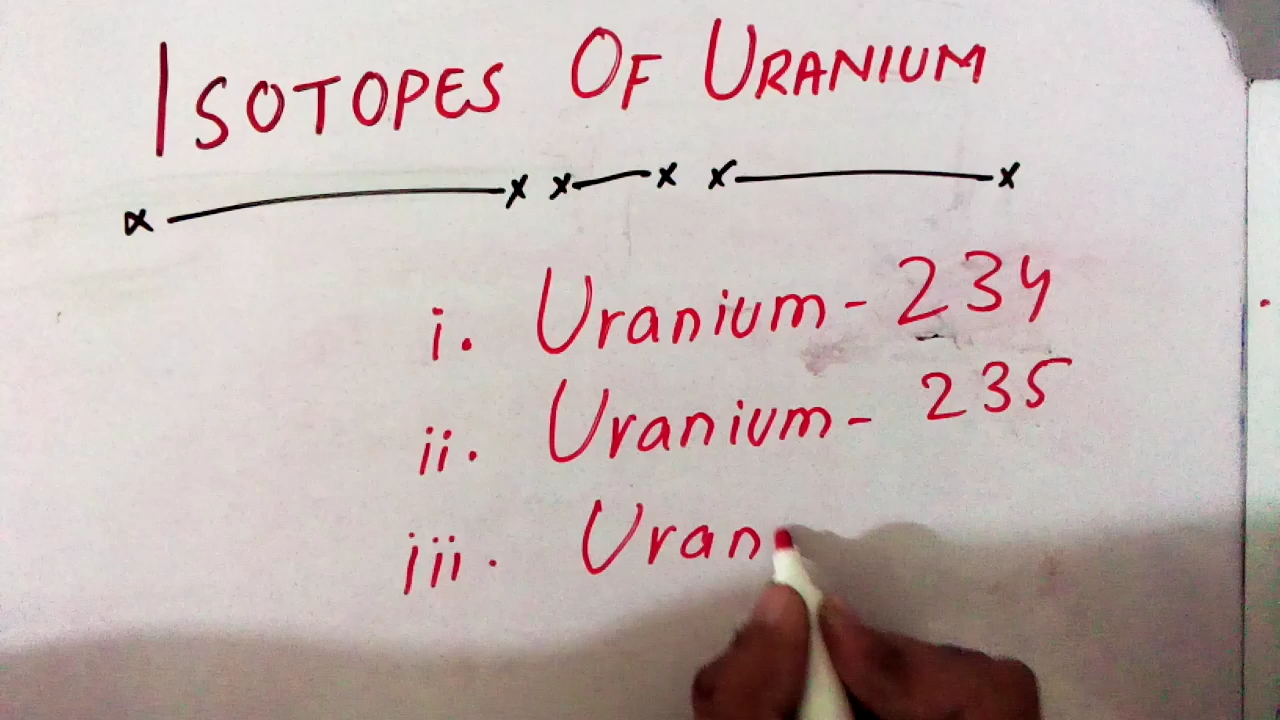 ISOTOPES OF URANIUM
i. Uranium - 234
ii. Uranium - 235
iii. Uran